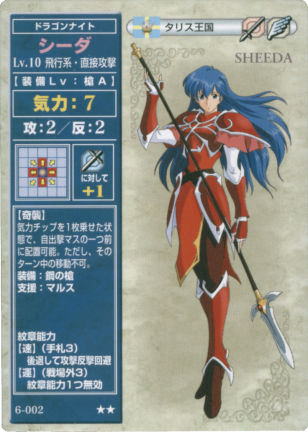 ドラゴンナイト
シーダ
Lv.10 飛行系・直接攻撃
【装備Lv:槍A】
気力:7
攻:2/反:2
に対して
+1
【奇襲】
気力チップを1枚乗せた状
態で、自出撃マスの一つ前
に配置可能。ただし、その
ターン中の移動不可。
装備:鋼の槍
支援:マルス
紋章能力
【速】(手札3)
後退して攻撃反撃回避
【運】(戦場外3)
紋章能力1つ無効
6-002
★★
タリス王国
SHEEDA